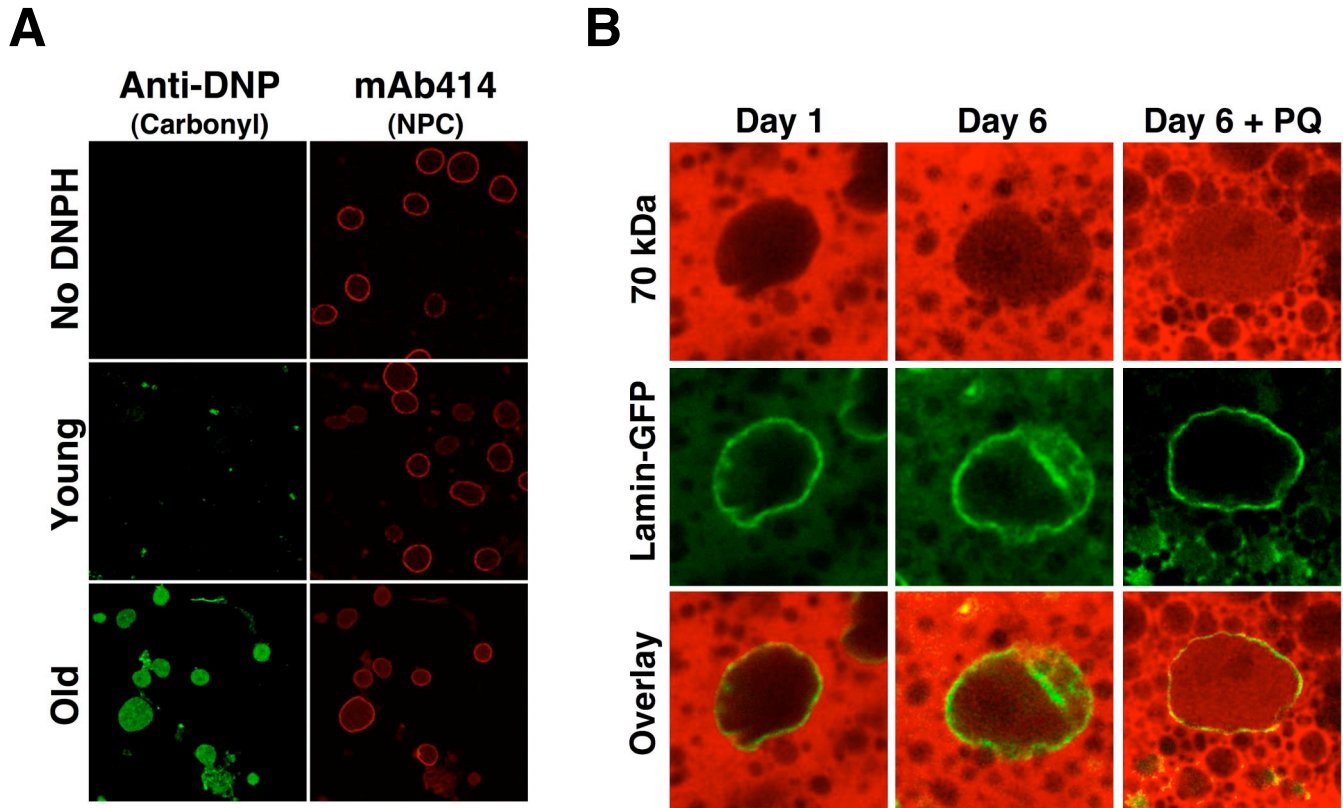 A
Anti-DNP
(Carbonyl)
mAb414
(NPC)
No DNPH
Young
Old
B
Day 1
Day 6
Day 6 + PQ
70 kDa
Lamin-GFP
Overlay